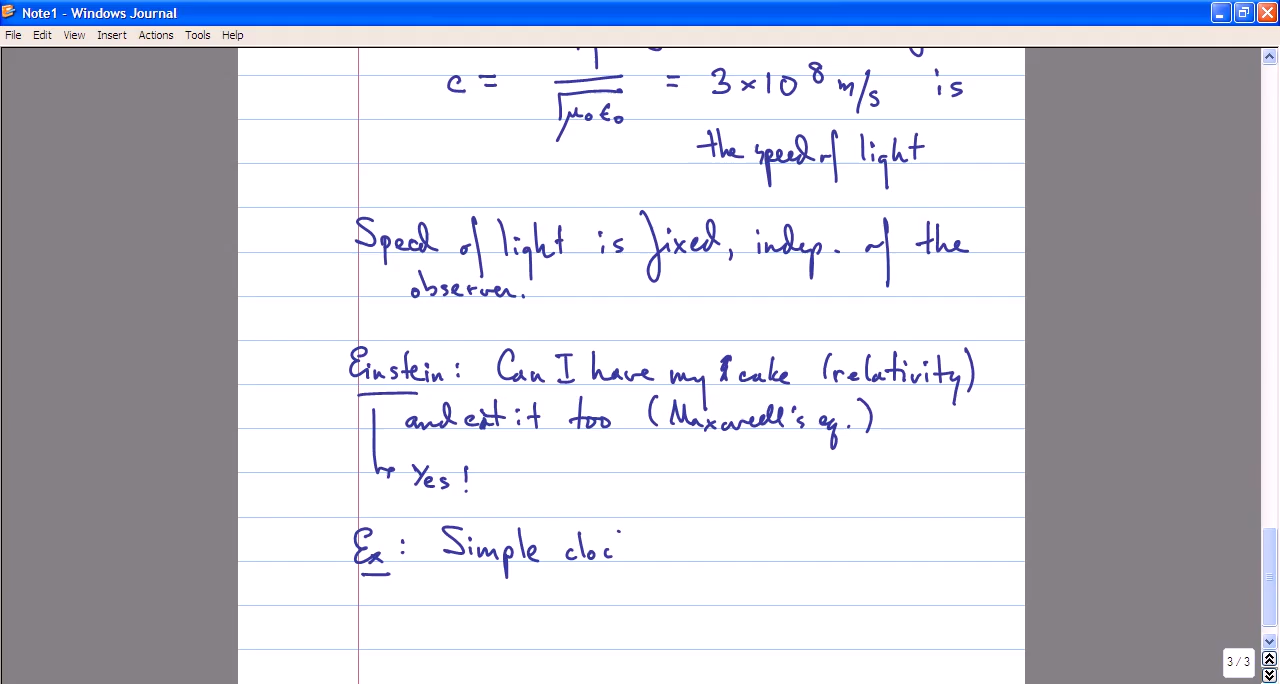 Note1 - Windows Journal
File Edit View Insert Actions Tools Help
c = 1/√μ₀ε₀ = 3×10⁸ m/s is
the speed of light
Speed of light is fixed, indep. of the
observer.
Einstein: Can I have my cake (relativity)
and eat it too (Maxwell's eq.)
Yes!
Ex: Simple cloc
3 / 3